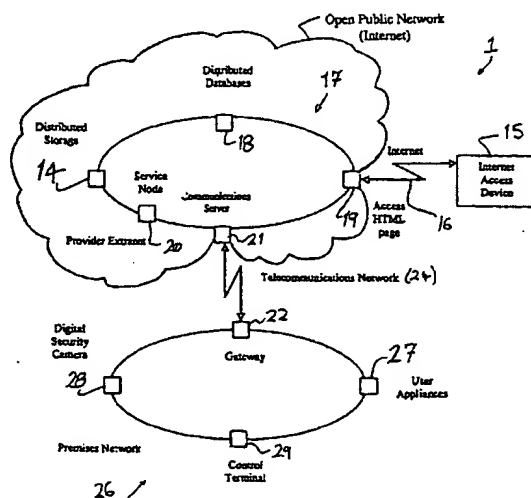 Open Public Network
(Internet)
1
Distributed
Databases
17
15
Distributed
Storage
18
Internet
Internet
Access
Device
14
Service
Node
Communications
Server
19
Access
HTML
page
16
Provider Extranet
20
21
Telecommunications Network (24)
22
Digital
Security
Camera
Gateway
27
28
User
Appliances
Premises Network
29
Control
Terminal
26